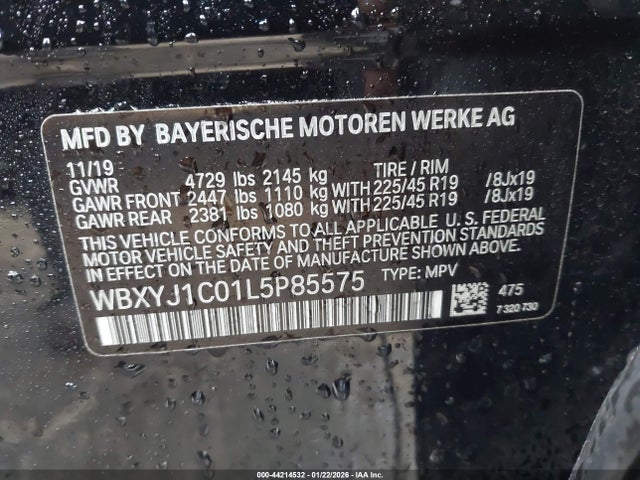 MFD BY BAYERISCHE MOTOREN WERKE AG
11/19 TIRE / RIM
GVWR 4729 lbs 2145 kg
GAWR FRONT 2447 lbs 1110 kg WITH 225/45 R19 /8Jx19
GAWR REAR 2381 lbs 1080 kg WITH 225/45 R19 /8Jx19
THIS VEHICLE CONFORMS TO ALL APPLICABLE U.S. FEDERAL
MOTOR VEHICLE SAFETY AND THEFT PREVENTION STANDARDS
IN EFFECT ON THE DATE OF MANUFACTURE SHOWN ABOVE.
WBXYJ1C01L5P85575 TYPE: MPV
475
7 320 730
000-44214532 - 01/22/2026 - IAA Inc.